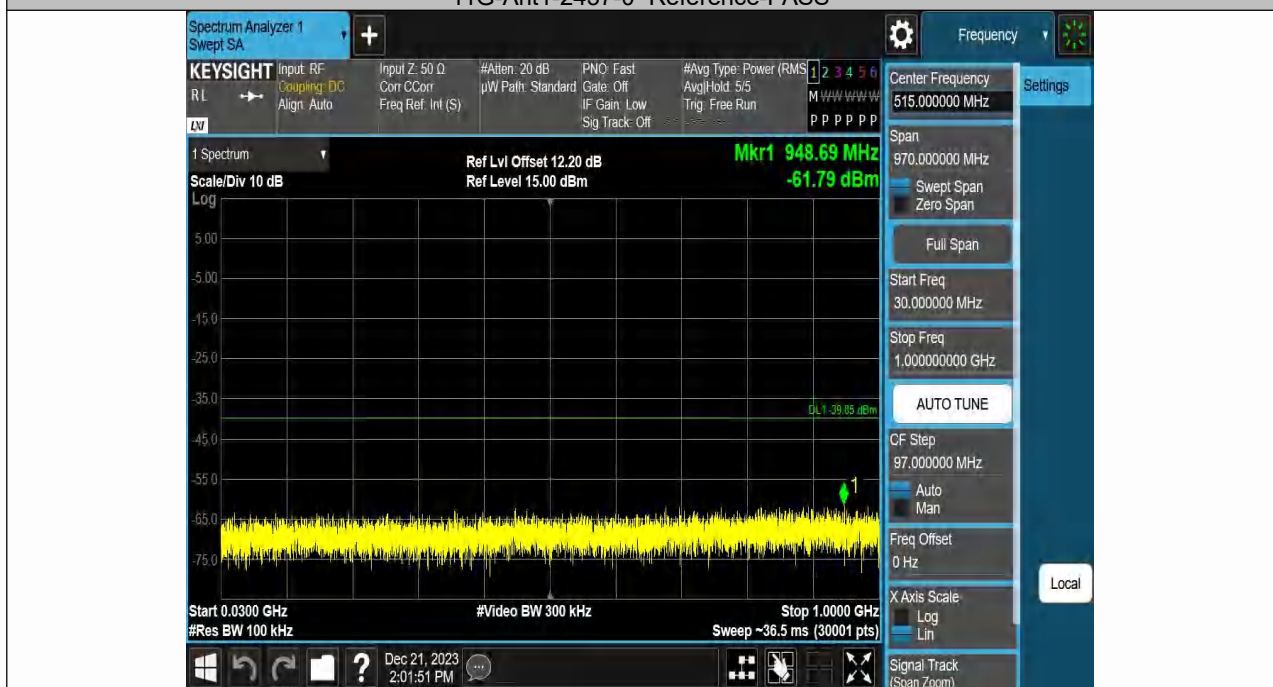 11G-Ant1-2437-6~Reference-PASS
Spectrum Analyzer 1
Swept SA
+
Frequency
KEYSIGHT
RL
LXI
Input: RF
Coupling: DC
Align: Auto
Input Z: 50 Ω
Corr CCorr
Freq Ref: Int (S)
#Atten: 20 dB
µW Path: Standard
PNO: Fast
Gate: Off
IF Gain: Low
Sig Track: Off
#Avg Type: Power (RMS
Avg|Hold: 5/5
Trig: Free Run
1 2 3 4 5 6
M W W W W W
P P P P P P
1 Spectrum
Scale/Div 10 dB
Log
Ref Lvl Offset 12.20 dB
Ref Level 15.00 dBm
Mkr1 948.69 MHz
-61.79 dBm
5.00
-5.00
-15.0
-25.0
-35.0
DL1 -39.85 dBm
-45.0
-55.0
1
-65.0
-75.0
Start 0.0300 GHz
#Res BW 100 kHz
#Video BW 300 kHz
Stop 1.0000 GHz
Sweep ~36.5 ms (30001 pts)
?
Dec 21, 2023
2:01:51 PM
Center Frequency
515.000000 MHz
Span
970.000000 MHz
Swept Span
Zero Span
Full Span
Start Freq
30.000000 MHz
Stop Freq
1.000000000 GHz
AUTO TUNE
CF Step
97.000000 MHz
Auto
Man
Freq Offset
0 Hz
X Axis Scale
Log
Lin
Signal Track
(Span Zoom)
Settings
Local